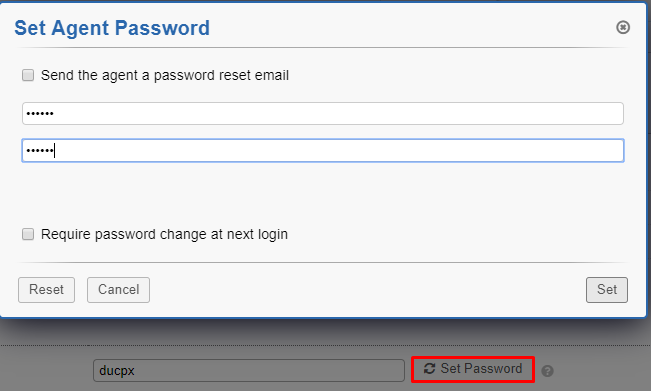 Set Agent Password
Send the agent a password reset email
••••••
••••••
Require password change at next login
Reset Cancel Set
ducpx Set Password ?